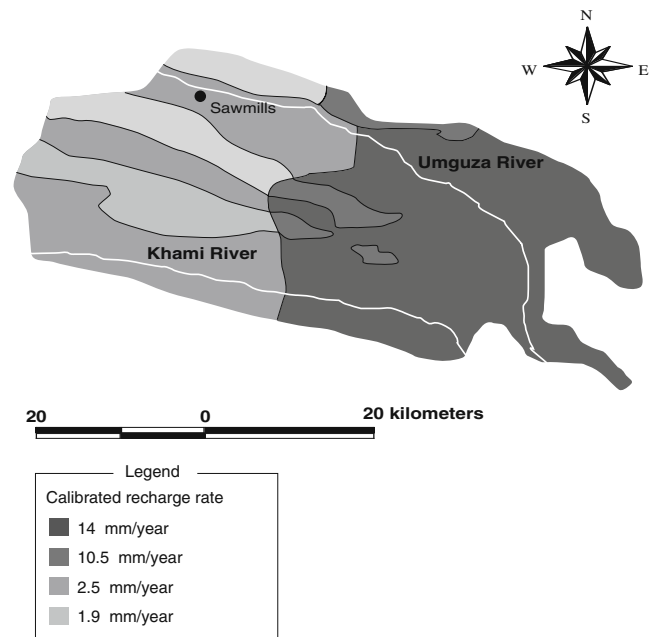 N
W E
S
Sawmills
Umguza River
Khami River
20 0 20 kilometers
Legend
Calibrated recharge rate
14 mm/year
10.5 mm/year
2.5 mm/year
1.9 mm/year